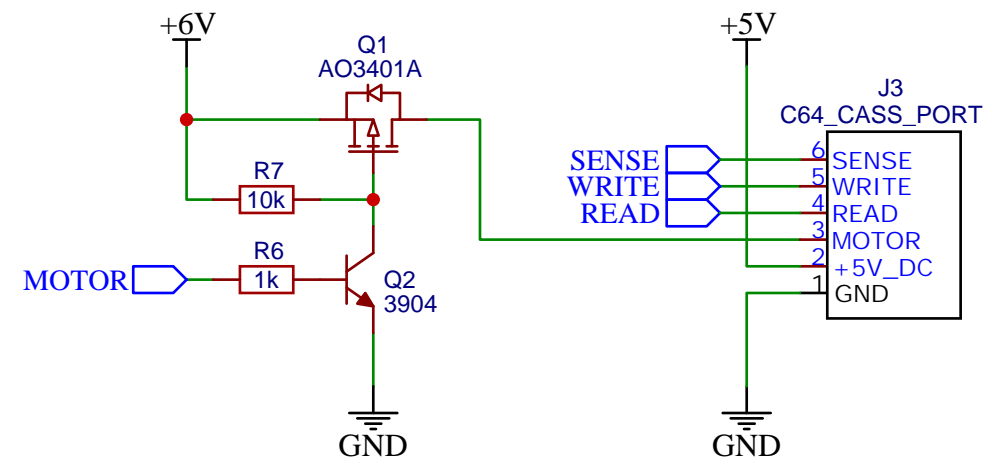 +6V
Q1
AO3401A
R7
10k
MOTOR
R6
1k
Q2
3904
GND
+5V
J3
C64_CASS_PORT
SENSE
WRITE
READ
6 SENSE
5 WRITE
4 READ
3 MOTOR
2 +5V_DC
1 GND
GND